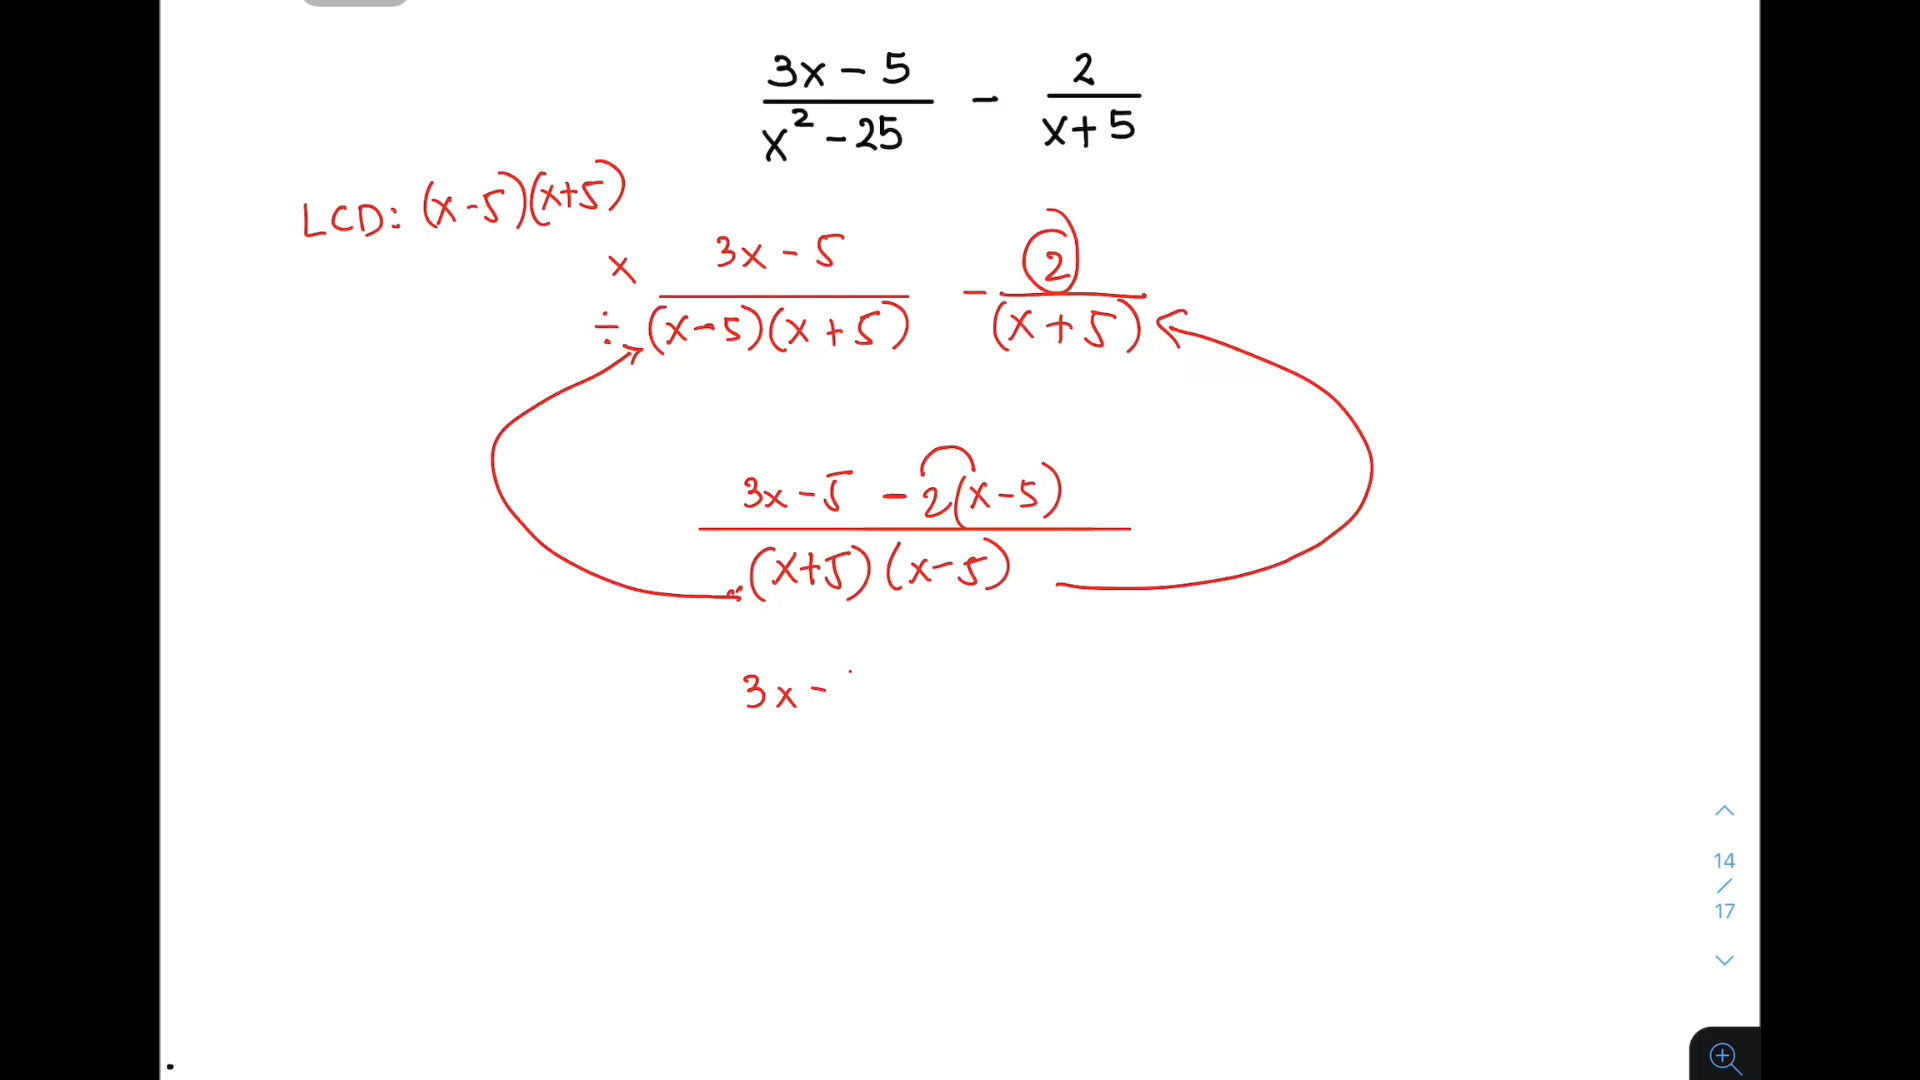 3x - 5 / x² - 25 - 2 / x + 5
LCD: (x-5)(x+5)
× 3x - 5 - 2
÷ (x-5)(x+5) (x+5)
3x - 5 - 2(x-5)
(x+5)(x-5)
3x -
14
/
17